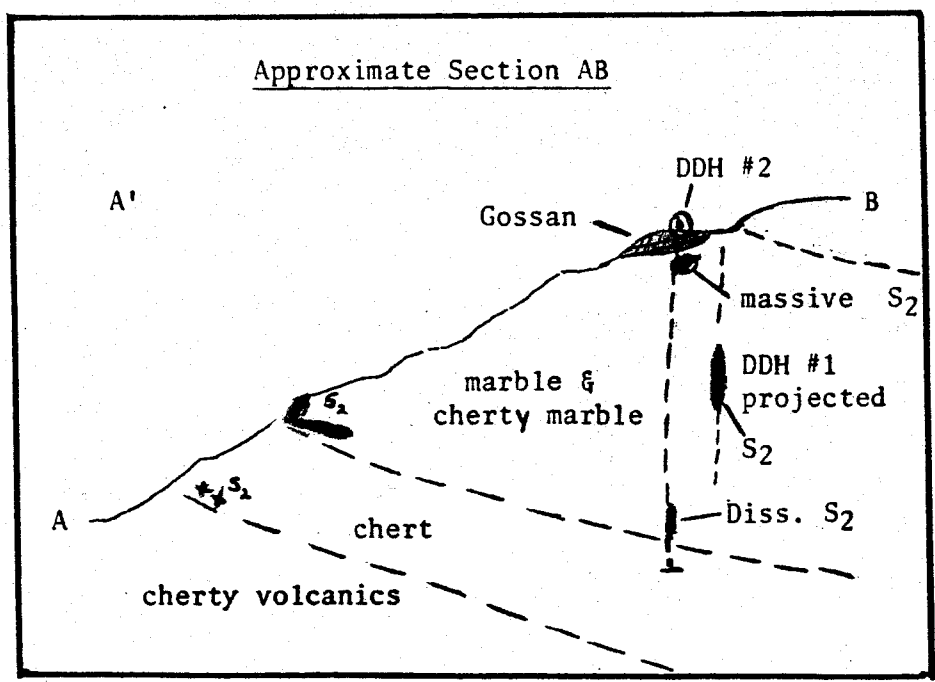 Approximate Section AB
DDH #2
A'
B
Gossan
massive
S2
marble &
cherty marble
DDH #1
projected
S2
S2
S2
A
Diss. S2
chert
cherty volcanics